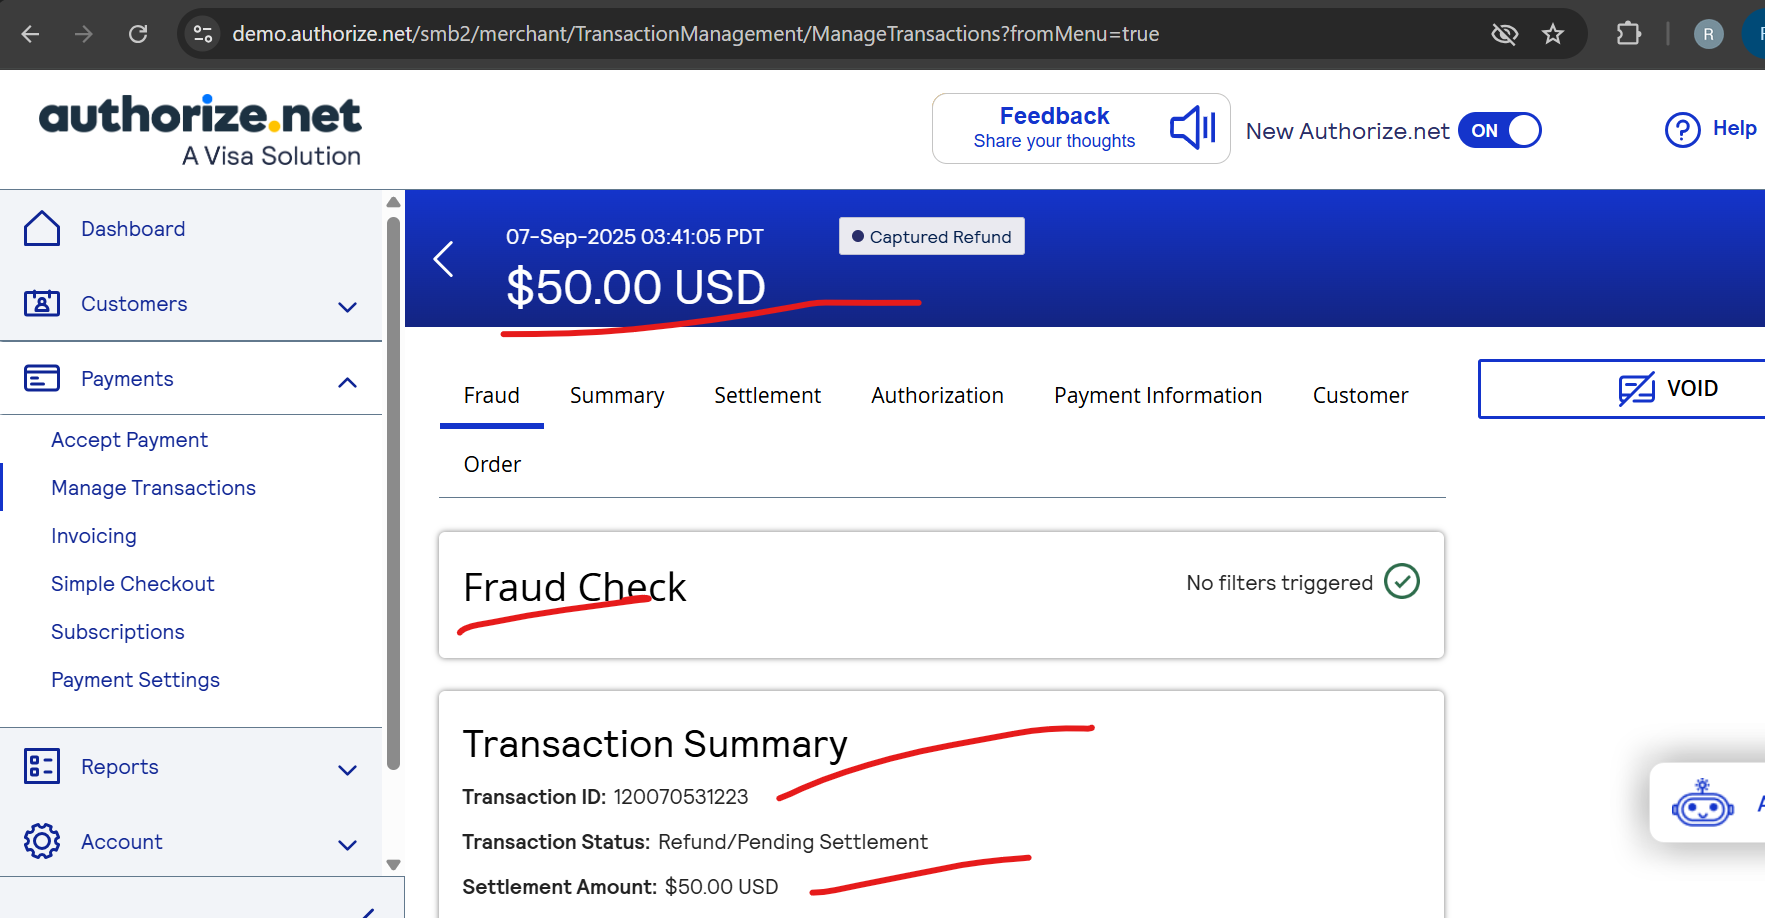 demo.authorize.net/smb2/merchant/TransactionManagement/ManageTransactions?fromMenu=true
R
authorize.net
A Visa Solution
Feedback
Share your thoughts
New Authorize.net
ON
Help
Dashboard
Customers
Payments
Accept Payment
Manage Transactions
Invoicing
Simple Checkout
Subscriptions
Payment Settings
Reports
Account
07-Sep-2025 03:41:05 PDT
Captured Refund
$50.00 USD
Fraud Summary Settlement Authorization Payment Information Customer
Order
VOID
Fraud Check
No filters triggered
Transaction Summary
Transaction ID: 120070531223
Transaction Status: Refund/Pending Settlement
Settlement Amount: $50.00 USD